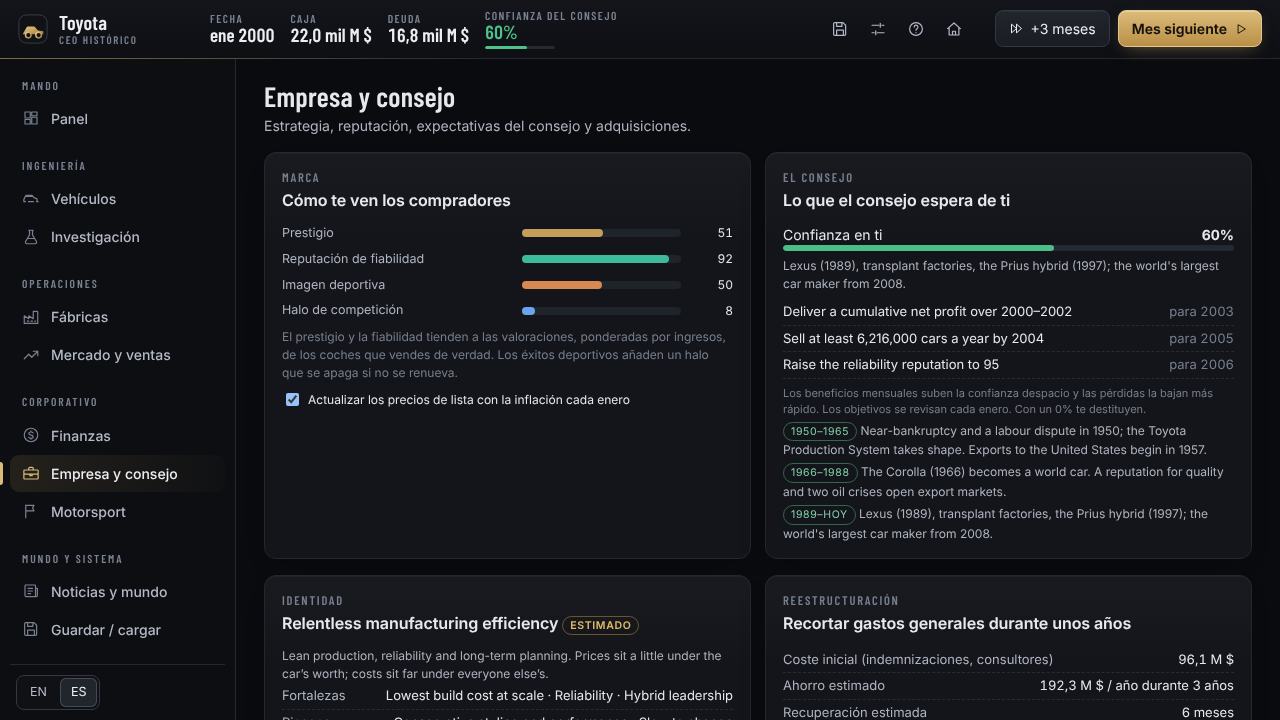 Toyota
CEO HISTÓRICO
FECHA
ene 2000
CAJA
22,0 mil M $
DEUDA
16,8 mil M $
CONFIANZA DEL CONSEJO
60%
+3 meses
Mes siguiente
MANDO
Panel
INGENIERÍA
Vehículos
Investigación
OPERACIONES
Fábricas
Mercado y ventas
CORPORATIVO
Finanzas
Empresa y consejo
Motorsport
MUNDO Y SISTEMA
Noticias y mundo
Guardar / cargar
EN
ES
Empresa y consejo
Estrategia, reputación, expectativas del consejo y adquisiciones.
MARCA
Cómo te ven los compradores
Prestigio 51
Reputación de fiabilidad 92
Imagen deportiva 50
Halo de competición 8
El prestigio y la fiabilidad tienden a las valoraciones, ponderadas por ingresos,
de los coches que vendes de verdad. Los éxitos deportivos añaden un halo
que se apaga si no se renueva.
Actualizar los precios de lista con la inflación cada enero
EL CONSEJO
Lo que el consejo espera de ti
Confianza en ti 60%
Lexus (1989), transplant factories, the Prius hybrid (1997); the world's largest
car maker from 2008.
Deliver a cumulative net profit over 2000–2002 para 2003
Sell at least 6,216,000 cars a year by 2004 para 2005
Raise the reliability reputation to 95 para 2006
Los beneficios mensuales suben la confianza despacio y las pérdidas la bajan más
rápido. Los objetivos se revisan cada enero. Con un 0% te destituyen.
1950–1965 Near-bankruptcy and a labour dispute in 1950; the Toyota
Production System takes shape. Exports to the United States begin in 1957.
1966–1988 The Corolla (1966) becomes a world car. A reputation for quality
and two oil crises open export markets.
1989–HOY Lexus (1989), transplant factories, the Prius hybrid (1997); the
world's largest car maker from 2008.
IDENTIDAD
Relentless manufacturing efficiency ESTIMADO
Lean production, reliability and long-term planning. Prices sit a little under the
car’s worth; costs sit far under everyone else’s.
Fortalezas Lowest build cost at scale · Reliability · Hybrid leadership
REESTRUCTURACIÓN
Recortar gastos generales durante unos años
Coste inicial (indemnizaciones, consultores) 96,1 M $
Ahorro estimado 192,3 M $ / año durante 3 años
Recuperación estimada 6 meses